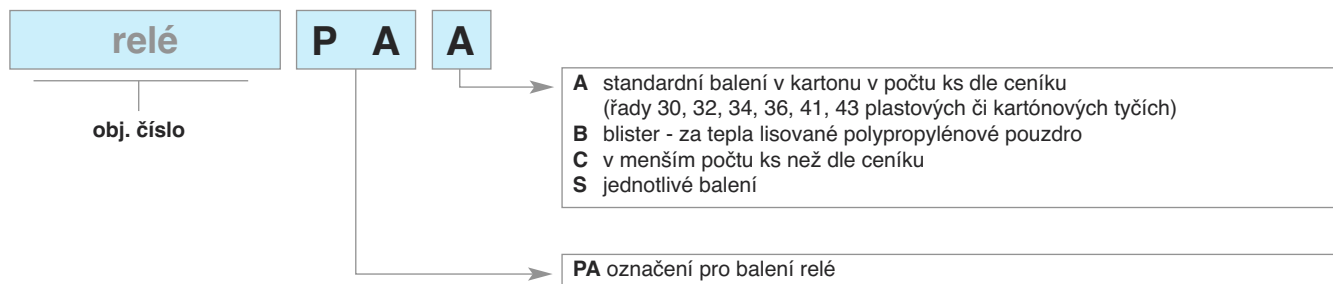 relé P A A
obj. číslo
A standardní balení v kartonu v počtu ks dle ceníku
(řady 30, 32, 34, 36, 41, 43 plastových či kartónových tyčích)
B blister - za tepla lisované polypropylénové pouzdro
C v menším počtu ks než dle ceníku
S jednotlivé balení
PA označení pro balení relé